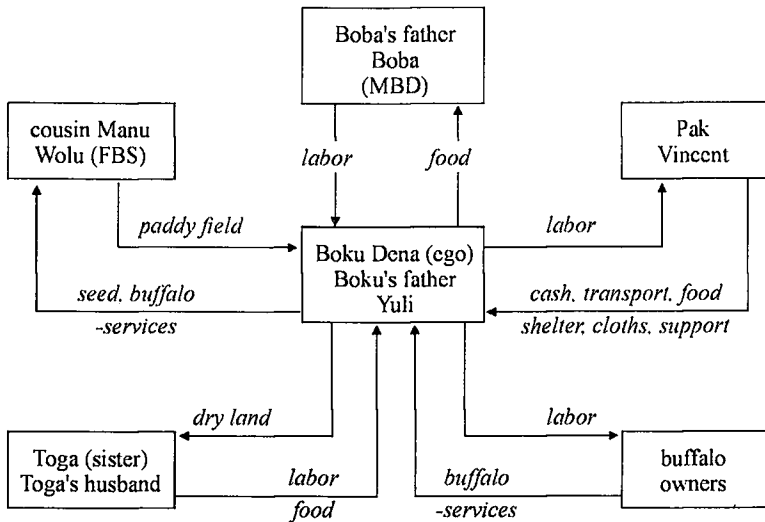 Boba's father
Boba
(MBD)
cousin Manu
Wolu (FBS)
Pak
Vincent
labor
food
paddy field
labor
Boku Dena (ego)
Boku's father
Yuli
seed, buffalo
-services
cash, transport, food
shelter, cloths, support
dry land
labor
Toga (sister)
Toga's husband
labor
food
buffalo
-services
buffalo
owners